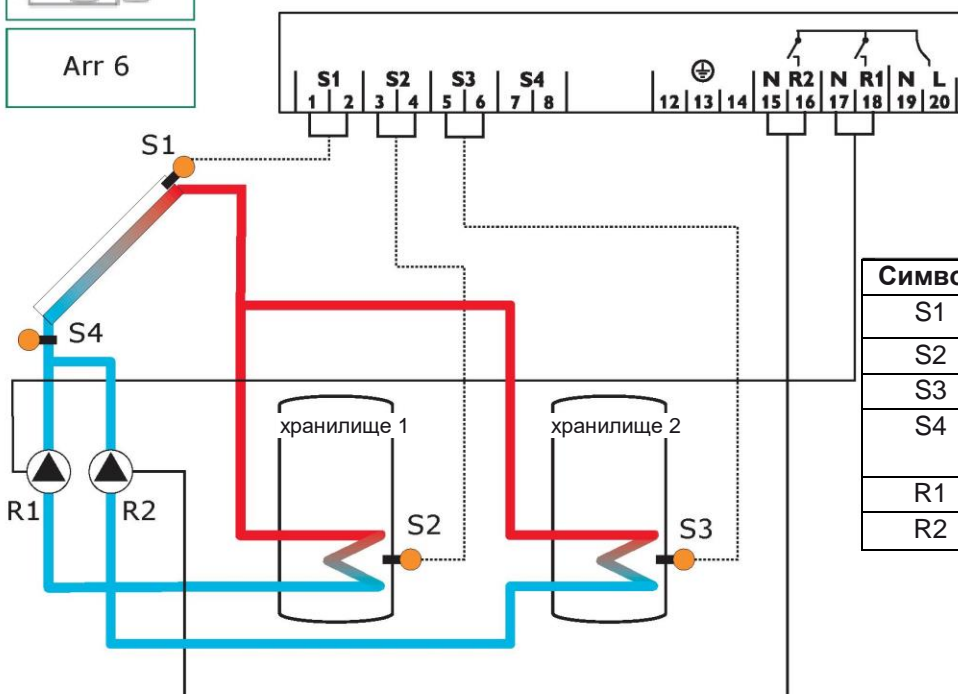 Arr 6
S1 S2 S3 S4 N R2 N R1 N L
1 2 3 4 5 6 7 8 12 13 14 15 16 17 18 19 20
S1
S4
хранилище 1
хранилище 2
R1
R2
S2
S3
Симво
S1
S2
S3
S4
R1
R2